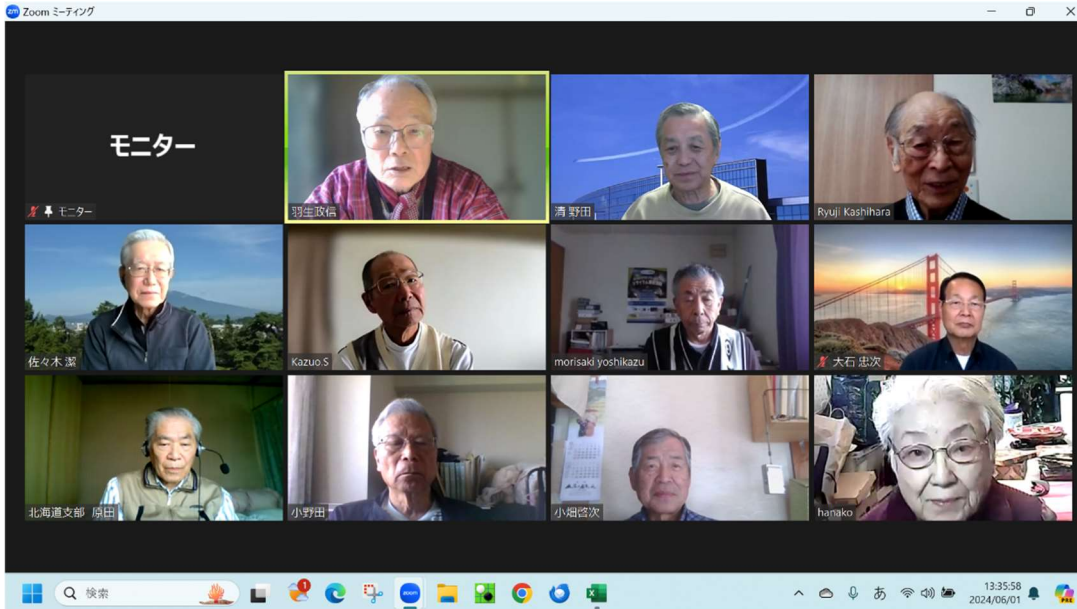 Zoom ミーティング
モニター
モニター
羽生政信
清 野田
Ryuji Kashihara
佐々木 潔
Kazuo.S
morisaki yoshikazu
大石 忠次
北海道支部 原田
小野田
小畑啓次
hanako
検索
1
zoom
あ
13:35:58
2024/06/01
PRE